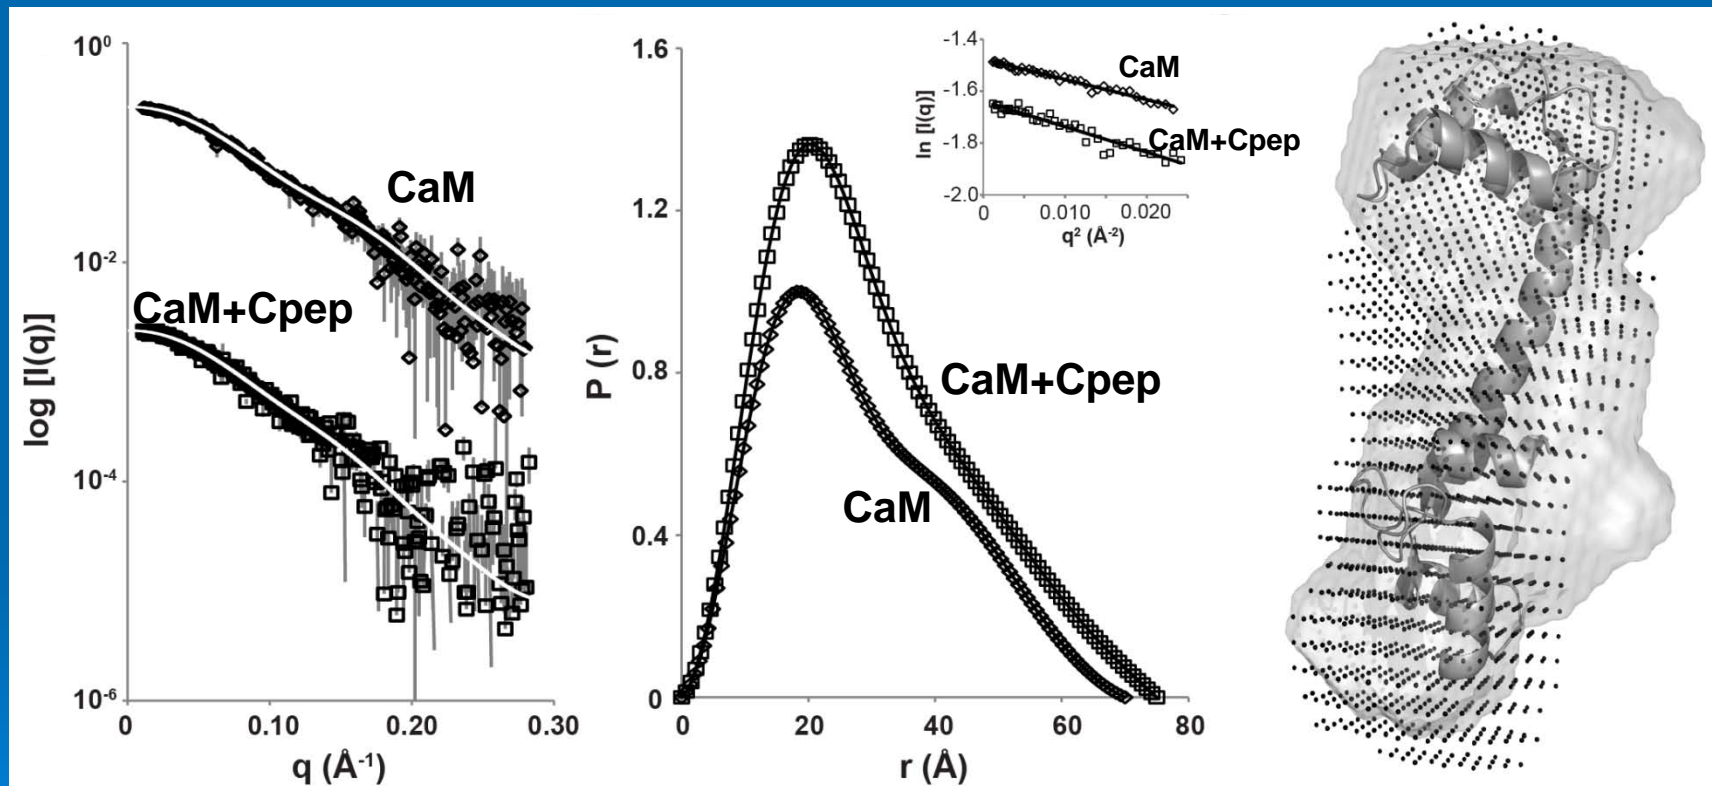 10⁰
10⁻²
10⁻⁴
10⁻⁶
log [I(q)]
CaM
CaM+Cpep
0
0.10
0.20
0.30
q (Å⁻¹)
1.6
1.2
0.8
0.4
0
P (r)
CaM+Cpep
CaM
0
20
40
60
80
r (Å)
-1.4
-1.6
-1.8
-2.0
ln [I(q)]
CaM
CaM+Cpep
0
0.010
0.020
q² (Å⁻²)